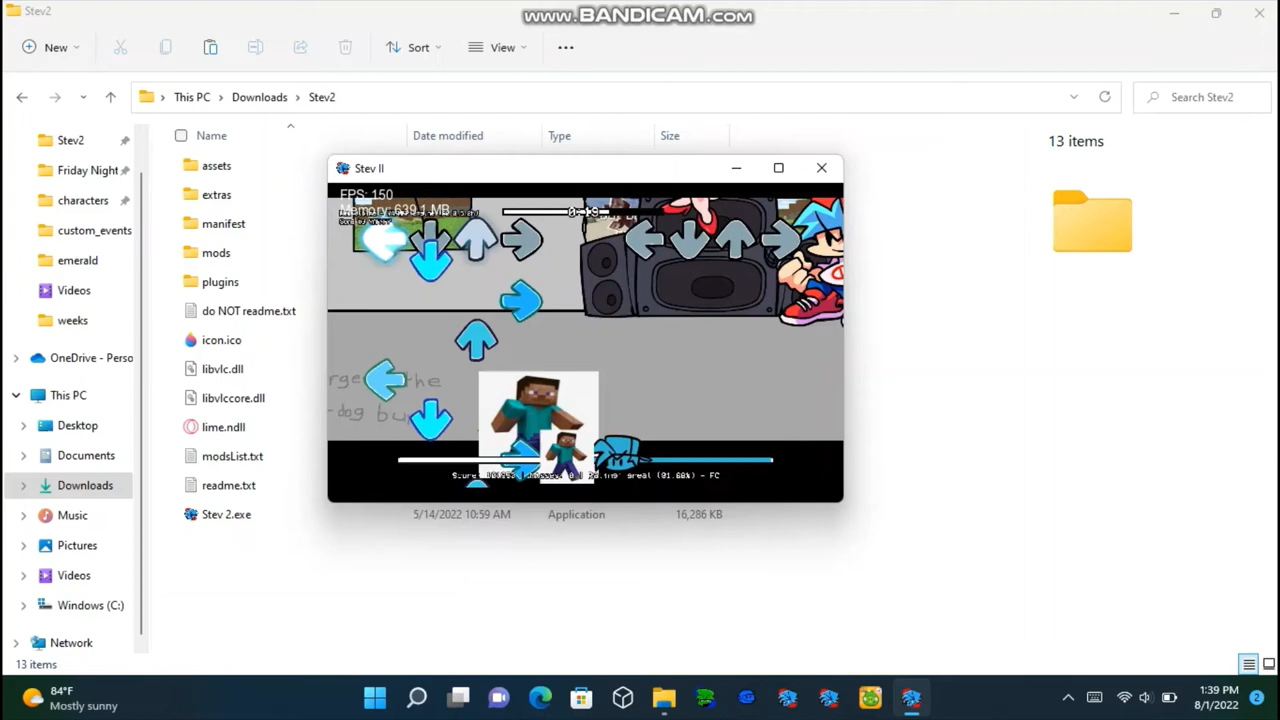 Stev2
www.BANDICAM.com
New
Sort
View
This PC
Downloads
Stev2
Search Stev2
Name
Date modified
Type
Size
13 items
Stev2
Friday Night
characters
custom_events
emerald
Videos
weeks
OneDrive - Perso
This PC
Desktop
Documents
Downloads
Music
Pictures
Videos
Windows (C:)
Network
assets
extras
manifest
mods
plugins
do NOT readme.txt
icon.ico
libvlc.dll
libvlccore.dll
lime.ndll
modsList.txt
readme.txt
Stev 2.exe
5/14/2022 10:59 AM
Application
16,286 KB
Stev II
FPS: 150
Memory: 639.1 MB
the
13 items
84°F
Mostly sunny
1:39 PM
8/1/2022
2